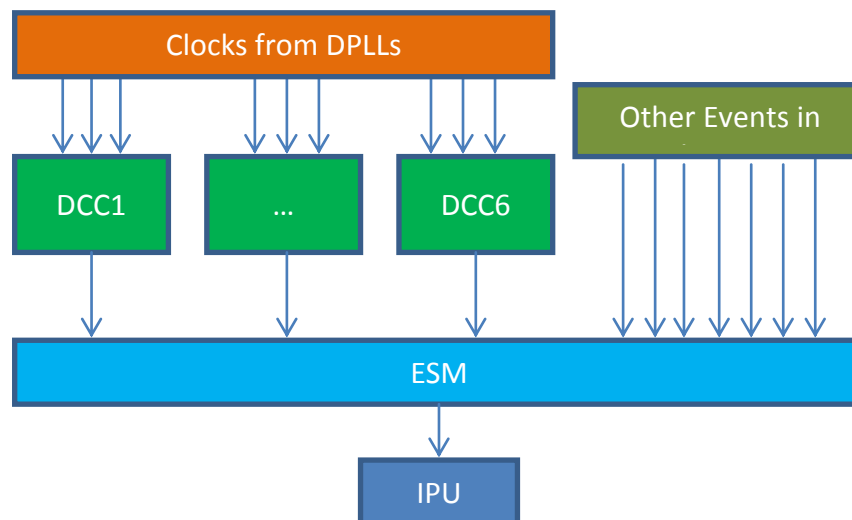 Clocks from DPLLs
Other Events in
DCC1
...
DCC6
ESM
IPU